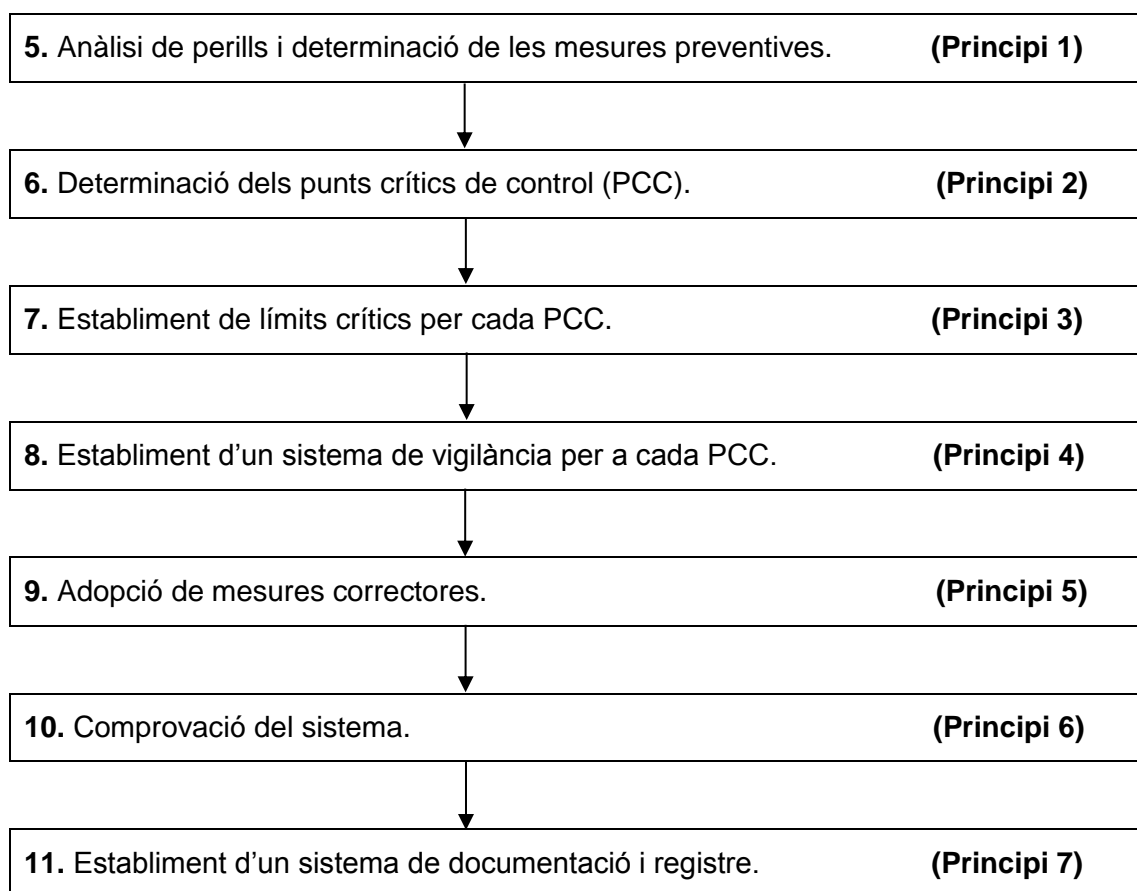 5. Anàlisi de perills i determinació de les mesures preventives. (Principi 1)
6. Determinació dels punts crítics de control (PCC). (Principi 2)
7. Establiment de límits crítics per cada PCC. (Principi 3)
8. Establiment d’un sistema de vigilància per a cada PCC. (Principi 4)
9. Adopció de mesures correctores. (Principi 5)
10. Comprovació del sistema. (Principi 6)
11. Establiment d’un sistema de documentació i registre. (Principi 7)